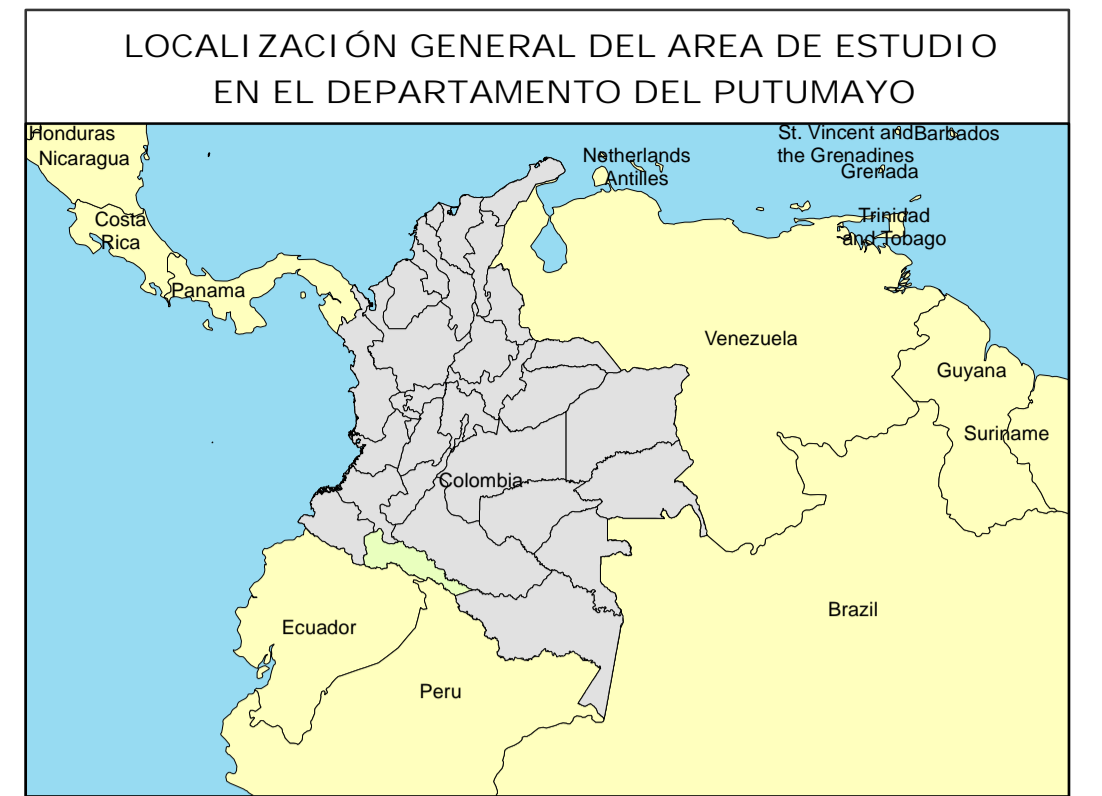 LOCALIZACIÓN GENERAL DEL AREA DE ESTUDIO
EN EL DEPARTAMENTO DEL PUTUMAYO
Honduras
Nicaragua
Costa
Rica
Panama
Netherlands
Antilles
St. Vincent and
the Grenadines
Barbados
Grenada
Trinidad
and Tobago
Venezuela
Guyana
Suriname
Colombia
Ecuador
Peru
Brazil